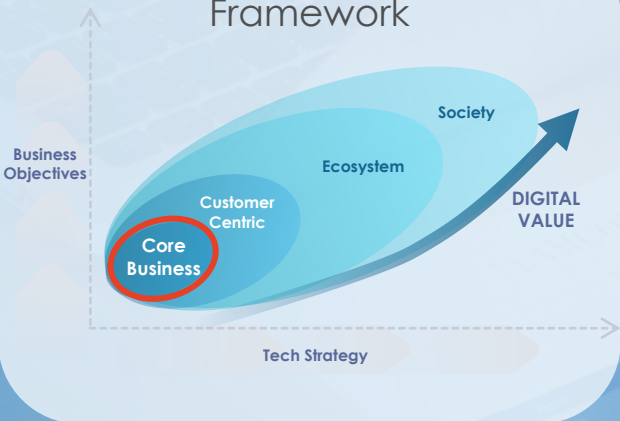 Framework
Society
Business
Objectives
Ecosystem
Customer
Centric
DIGITAL
VALUE
Core
Business
Tech Strategy